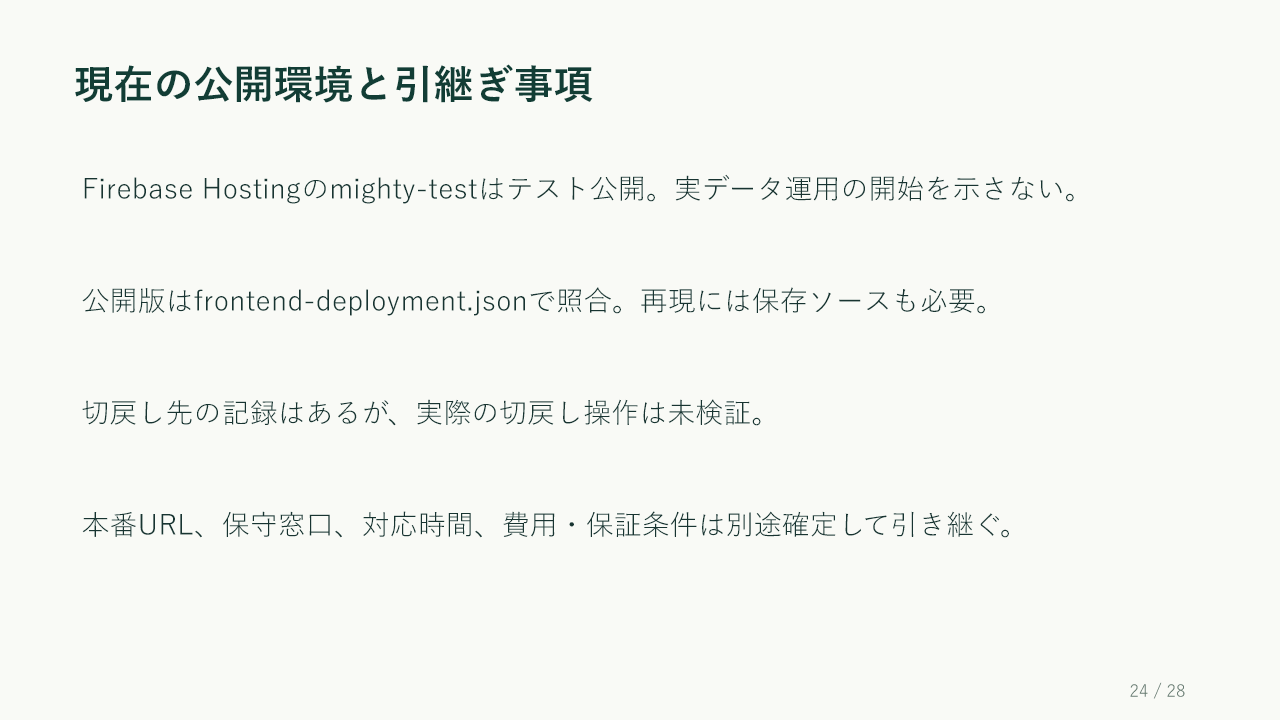 現在の公開環境と引継ぎ事項
Firebase Hostingのmighty-testはテスト公開。実データ運用の開始を示さない。
公開版はfrontend-deployment.jsonで照合。再現には保存ソースも必要。
切戻し先の記録はあるが、実際の切戻し操作は未検証。
本番URL、保守窓口、対応時間、費用・保証条件は別途確定して引き継ぐ。
24 / 28